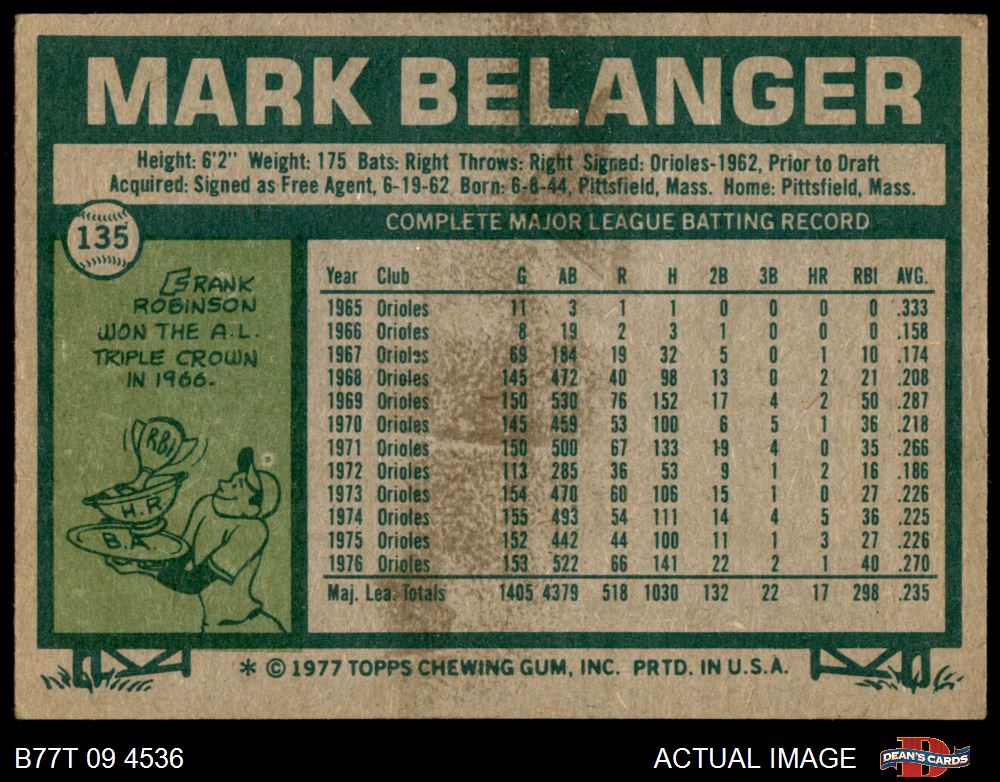 MARK BELANGER
Height: 6'2" Weight: 175 Bats: Right Throws: Right Signed: Orioles-1962, Prior to Draft
Acquired: Signed as Free Agent, 6-19-62 Born: 6-8-44, Pittsfield, Mass. Home: Pittsfield, Mass.
COMPLETE MAJOR LEAGUE BATTING RECORD
135
FRANK
ROBINSON
WON THE A.L.
TRIPLE CROWN
IN 1966.
RBI
H.R.
B.A.
Year Club G AB R H 2B 3B HR RBI AVG.
1965 Orioles 11 3 1 1 0 0 0 0 .333
1966 Orioles 8 19 2 3 1 0 0 0 .158
1967 Orioles 69 184 19 32 5 0 1 10 .174
1968 Orioles 145 472 40 98 13 0 2 21 .208
1969 Orioles 150 530 76 152 17 4 2 50 .287
1970 Orioles 145 459 53 100 6 5 1 36 .218
1971 Orioles 150 500 67 133 19 4 0 35 .266
1972 Orioles 113 285 36 53 9 1 2 16 .186
1973 Orioles 154 470 60 106 15 1 0 27 .226
1974 Orioles 155 493 54 111 14 4 5 36 .225
1975 Orioles 152 442 44 100 11 1 3 27 .226
1976 Orioles 153 522 66 141 22 2 1 40 .270
Maj. Lea. Totals 1405 4379 518 1030 132 22 17 298 .235
* © 1977 TOPPS CHEWING GUM, INC. PRTD. IN U.S.A.
B77T 09 4536 ACTUAL IMAGE DEAN'S CARDS